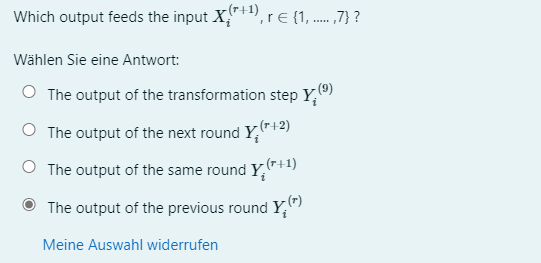 Which output feeds the input X_i^(r+1), r ∈ {1, ..... ,7} ?
Wählen Sie eine Antwort:
The output of the transformation step Y_i^(9)
The output of the next round Y_i^(r+2)
The output of the same round Y_i^(r+1)
The output of the previous round Y_i^(r)
Meine Auswahl widerrufen